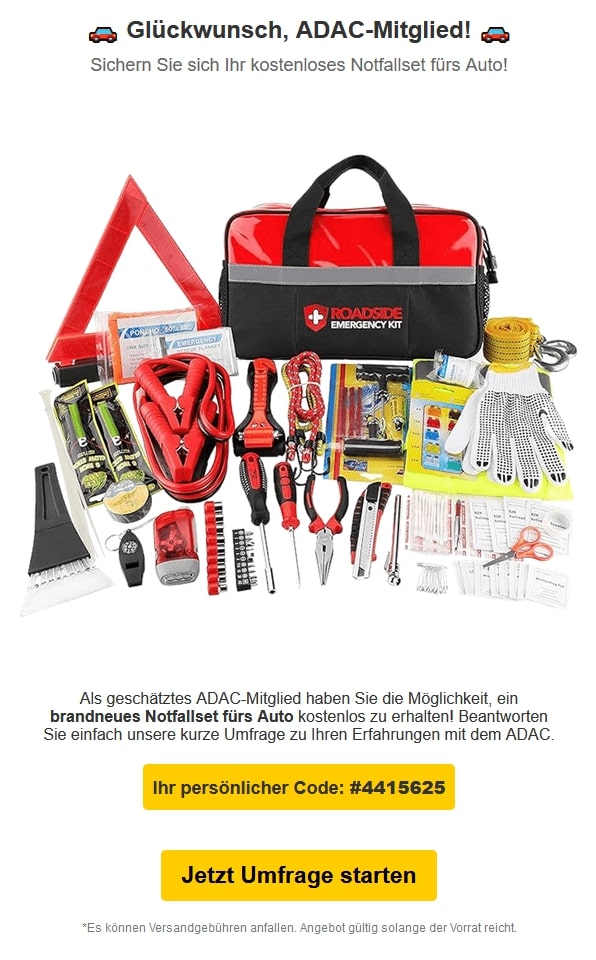 Glückwunsch, ADAC-Mitglied!
Sichern Sie sich Ihr kostenloses Notfallset fürs Auto!
ROADSIDE
EMERGENCY KIT
PONCHO
EMERGENCY
Als geschätztes ADAC-Mitglied haben Sie die Möglichkeit, ein
brandneues Notfallset fürs Auto kostenlos zu erhalten! Beantworten
Sie einfach unsere kurze Umfrage zu Ihren Erfahrungen mit dem ADAC.
Ihr persönlicher Code: #4415625
Jetzt Umfrage starten
*Es können Versandgebühren anfallen. Angebot gültig solange der Vorrat reicht.